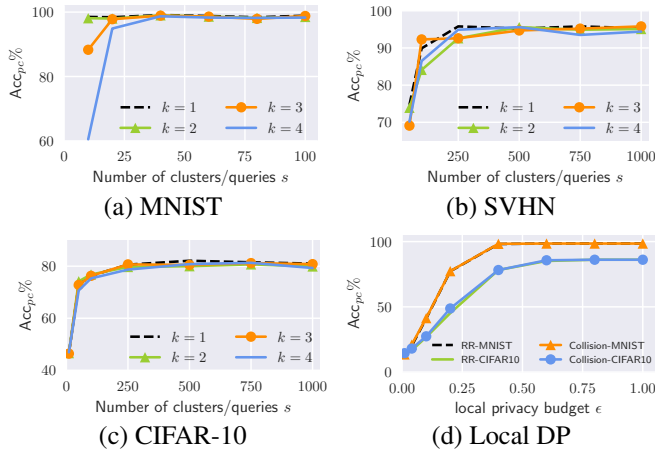 100
80
60
Acc_pc%
k = 1
k = 3
k = 2
k = 4
0
25
50
75
100
Number of clusters/queries s
(a) MNIST
100
90
80
70
Acc_pc%
k = 1
k = 3
k = 2
k = 4
0
250
500
750
1000
Number of clusters/queries s
(b) SVHN
100
80
60
40
Acc_pc%
k = 1
k = 3
k = 2
k = 4
0
250
500
750
1000
Number of clusters/queries s
(c) CIFAR-10
100
50
0
Acc_pc%
RR-MNIST
Collision-MNIST
RR-CIFAR10
Collision-CIFAR10
0.00
0.25
0.50
0.75
1.00
local privacy budget ϵ
(d) Local DP